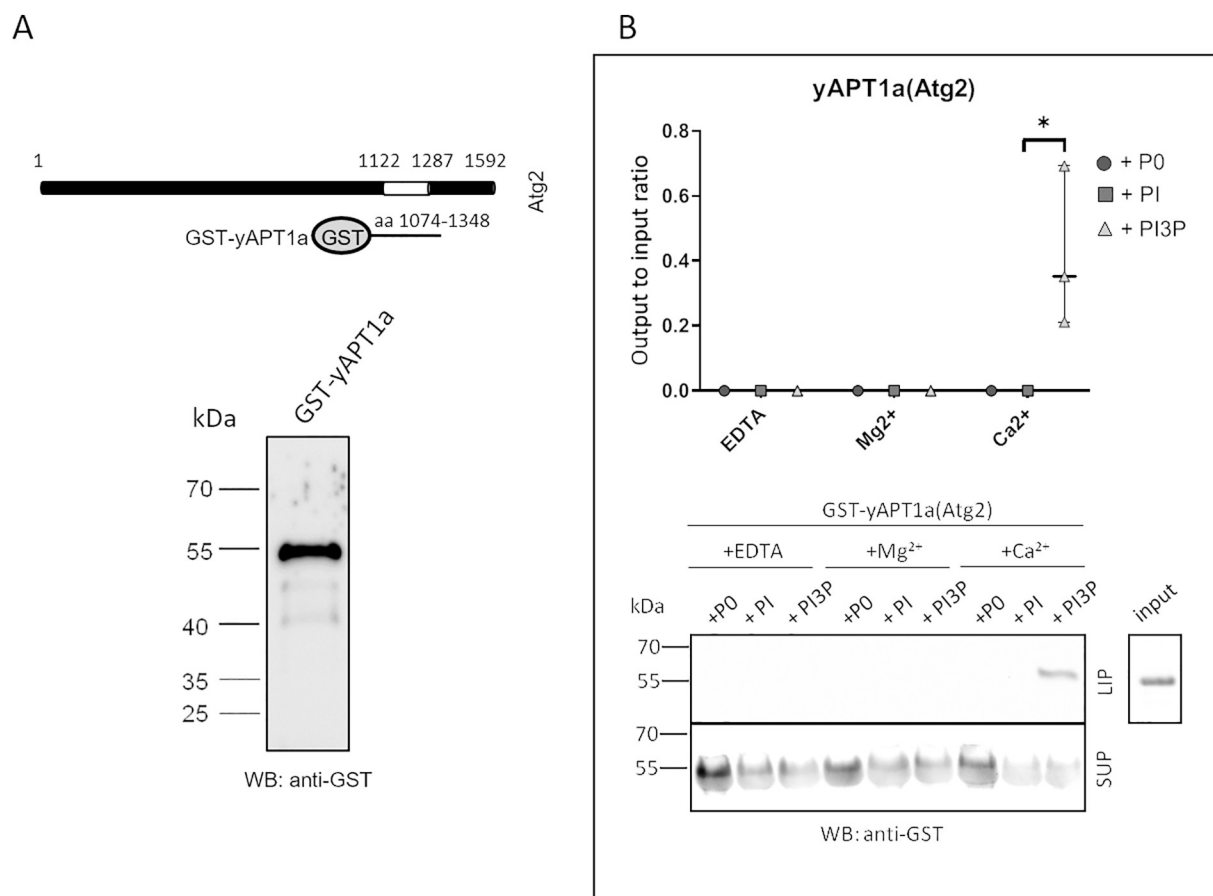 A
1 1122 1287 1592
Atg2
aa 1074-1348
GST-yAPT1a GST
GST-yAPT1a
kDa
70
55
40
35
25
WB: anti-GST
B
yAPT1a(Atg2)
Output to input ratio
0.8
0.6
0.4
0.2
0.0
*
+ P0
+ PI
+ PI3P
EDTA Mg2+ Ca2+
GST-yAPT1a(Atg2)
+EDTA +Mg²⁺ +Ca²⁺
kDa +P0 +PI +PI3P +P0 +PI +PI3P +P0 +PI +PI3P input
70
55
LIP
70
55
SUP
WB: anti-GST